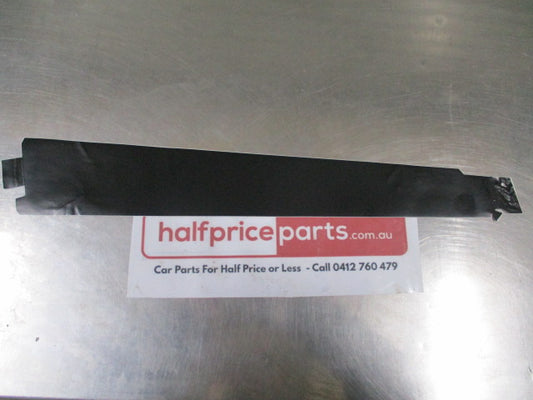 halfpriceparts.com.au
Car Parts For Half Price or Less - Call 0412 760 479